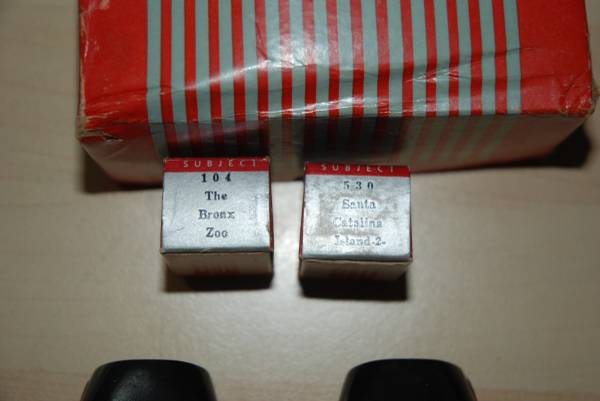 SUBJECT
104
The
Bronx
Zoo
SUBJECT
530
Santa
Catalina
Island-2-